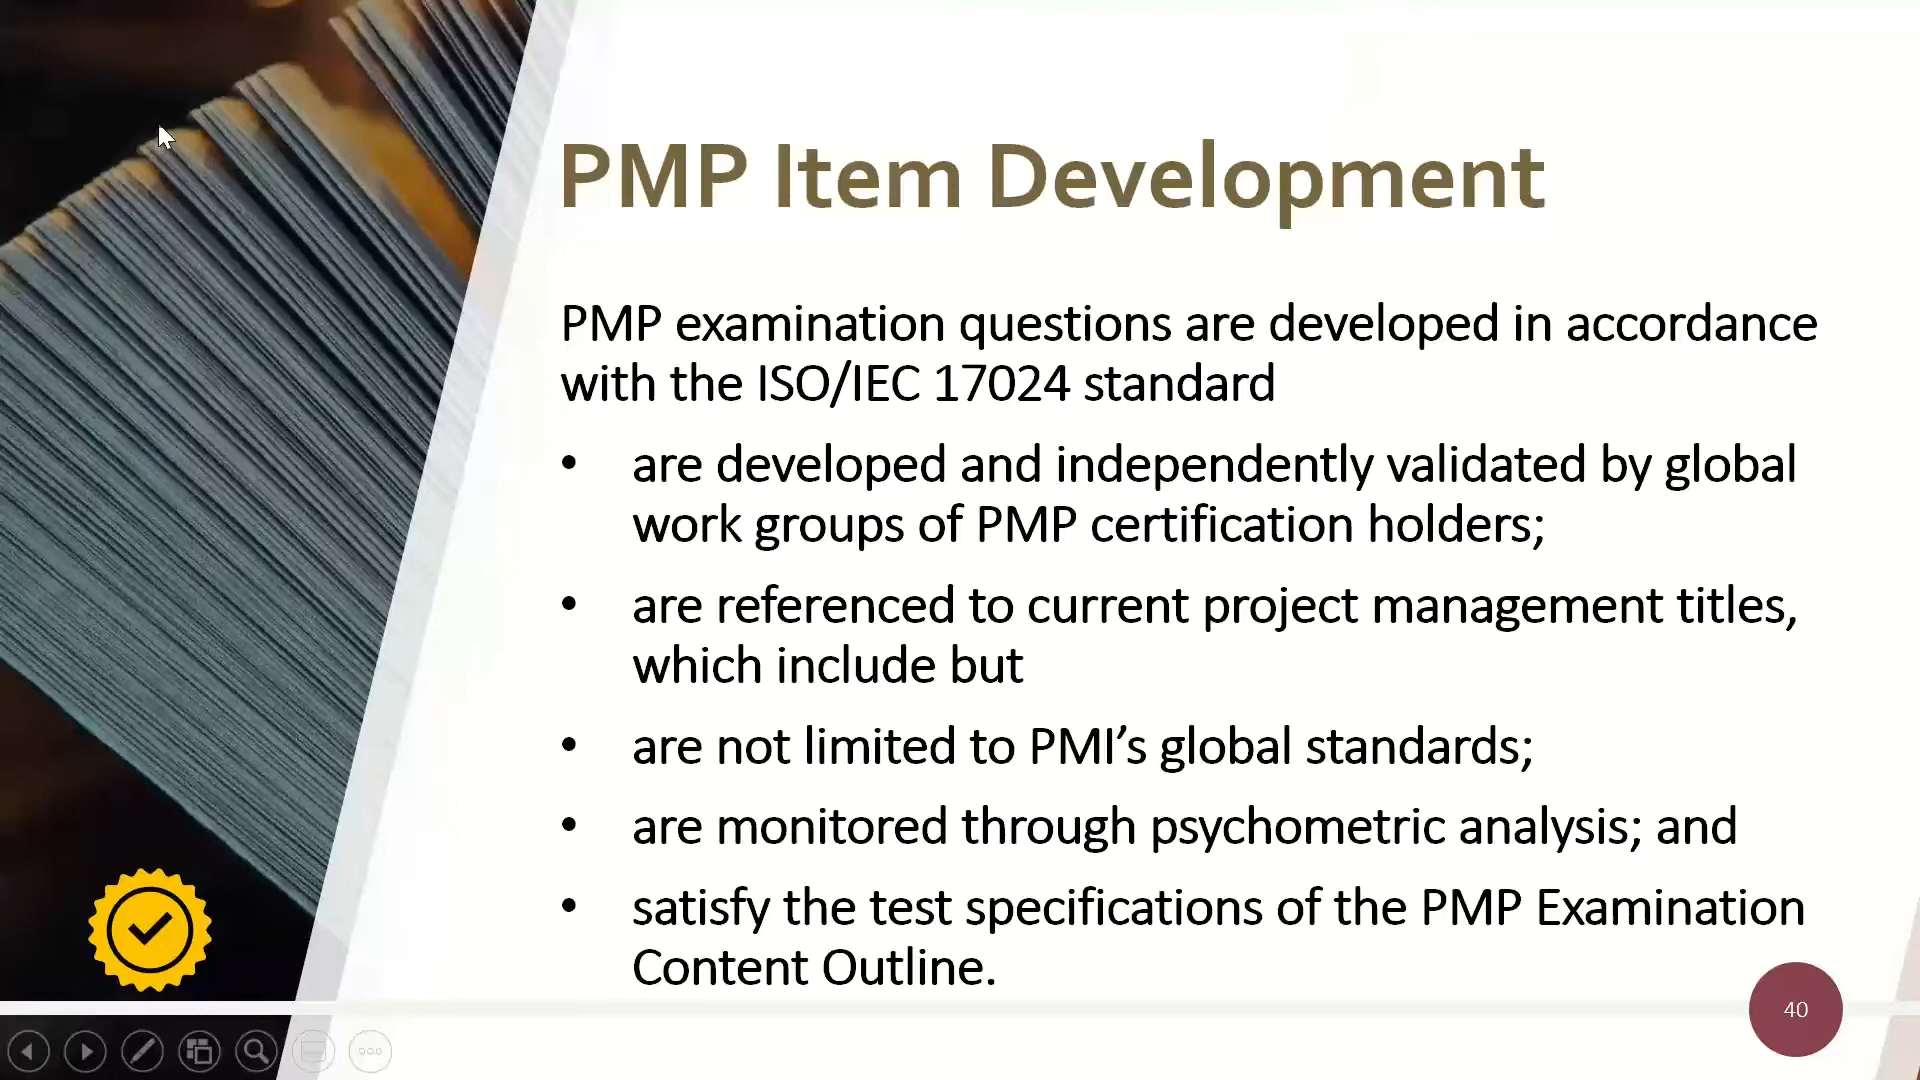 PMP Item Development
PMP examination questions are developed in accordance
with the ISO/IEC 17024 standard
• are developed and independently validated by global
work groups of PMP certification holders;
• are referenced to current project management titles,
which include but
• are not limited to PMI’s global standards;
• are monitored through psychometric analysis; and
• satisfy the test specifications of the PMP Examination
Content Outline.
40